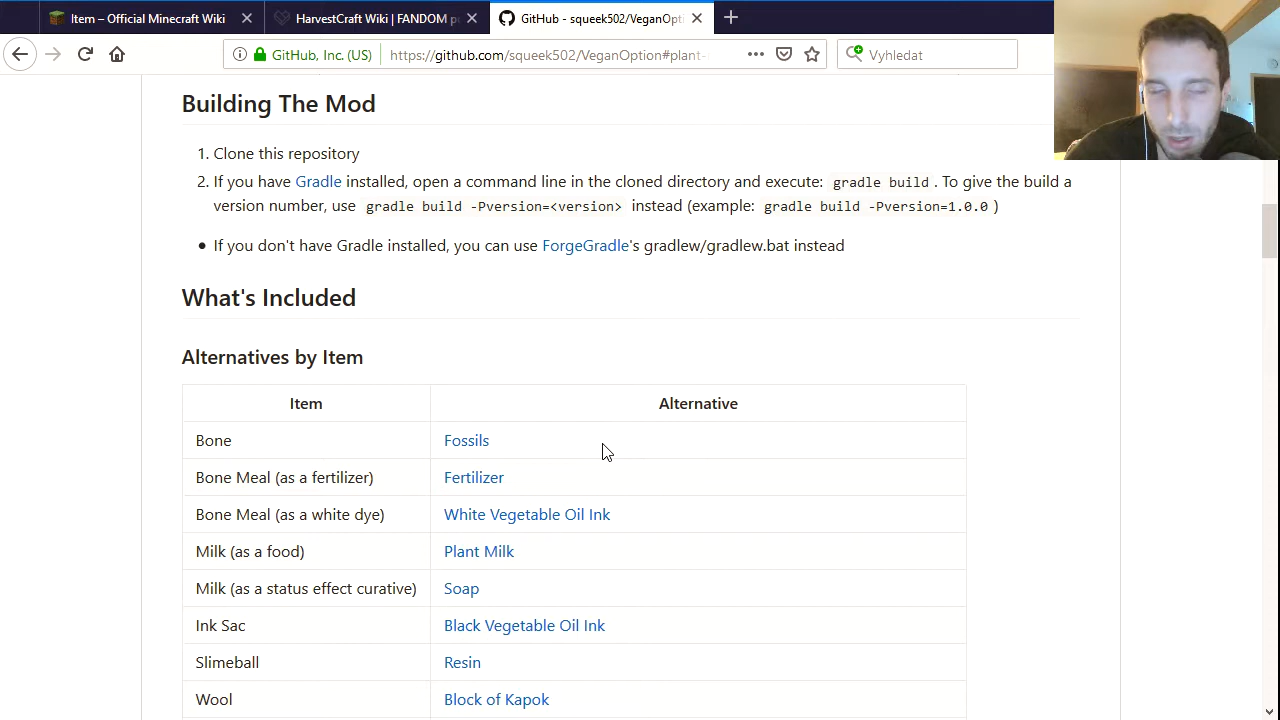 Item – Official Minecraft Wiki
HarvestCraft Wiki | FANDOM p
GitHub - squeek502/VeganOpti
GitHub, Inc. (US)
https://github.com/squeek502/VeganOption#plant-
Vyhledat
Building The Mod
1. Clone this repository
2. If you have Gradle installed, open a command line in the cloned directory and execute: gradle build . To give the build a
version number, use gradle build -Pversion=<version> instead (example: gradle build -Pversion=1.0.0 )
• If you don't have Gradle installed, you can use ForgeGradle's gradlew/gradlew.bat instead
What's Included
Alternatives by Item
Item Alternative
Bone Fossils
Bone Meal (as a fertilizer) Fertilizer
Bone Meal (as a white dye) White Vegetable Oil Ink
Milk (as a food) Plant Milk
Milk (as a status effect curative) Soap
Ink Sac Black Vegetable Oil Ink
Slimeball Resin
Wool Block of Kapok